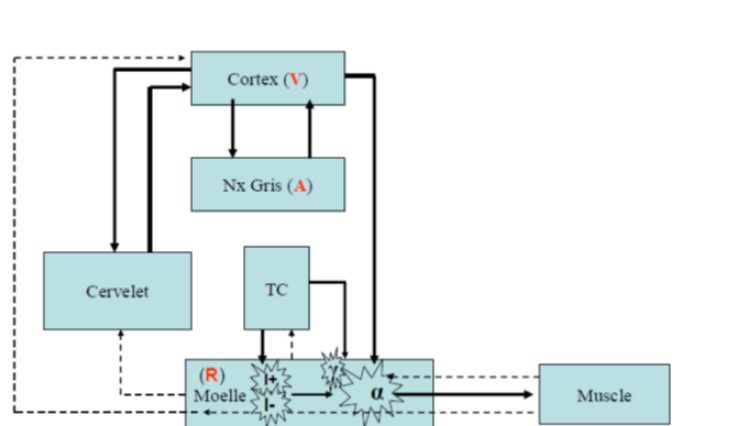 Cortex (V)
Nx Gris (A)
Cervelet
TC
(R)
Moelle
I+
I-
γ
α
Muscle